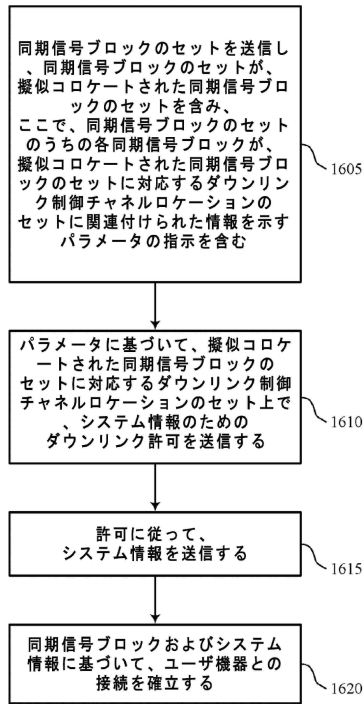 同期信号ブロックのセットを送信し
、同期信号ブロックのセットが、
擬似コロケートされた同期信号ブロ
ックのセットを含み、
ここで、同期信号ブロックのセット
のうちの各同期信号ブロックが、
擬似コロケートされた同期信号ブロ
ックのセットに対応するダウンリン
ク制御チャネルロケーションの
セットに関連付けられた情報を示す
パラメータの指示を含む
1605
パラメータに基づいて、擬似コロケ
ートされた同期信号ブロックの
セットに対応するダウンリンク制御
チャネルロケーションのセット上で
、システム情報のための
ダウンリンク許可を送信する
1610
許可に従って、
システム情報を送信する
1615
同期信号ブロックおよびシステム
情報に基づいて、ユーザ機器との
接続を確立する
1620